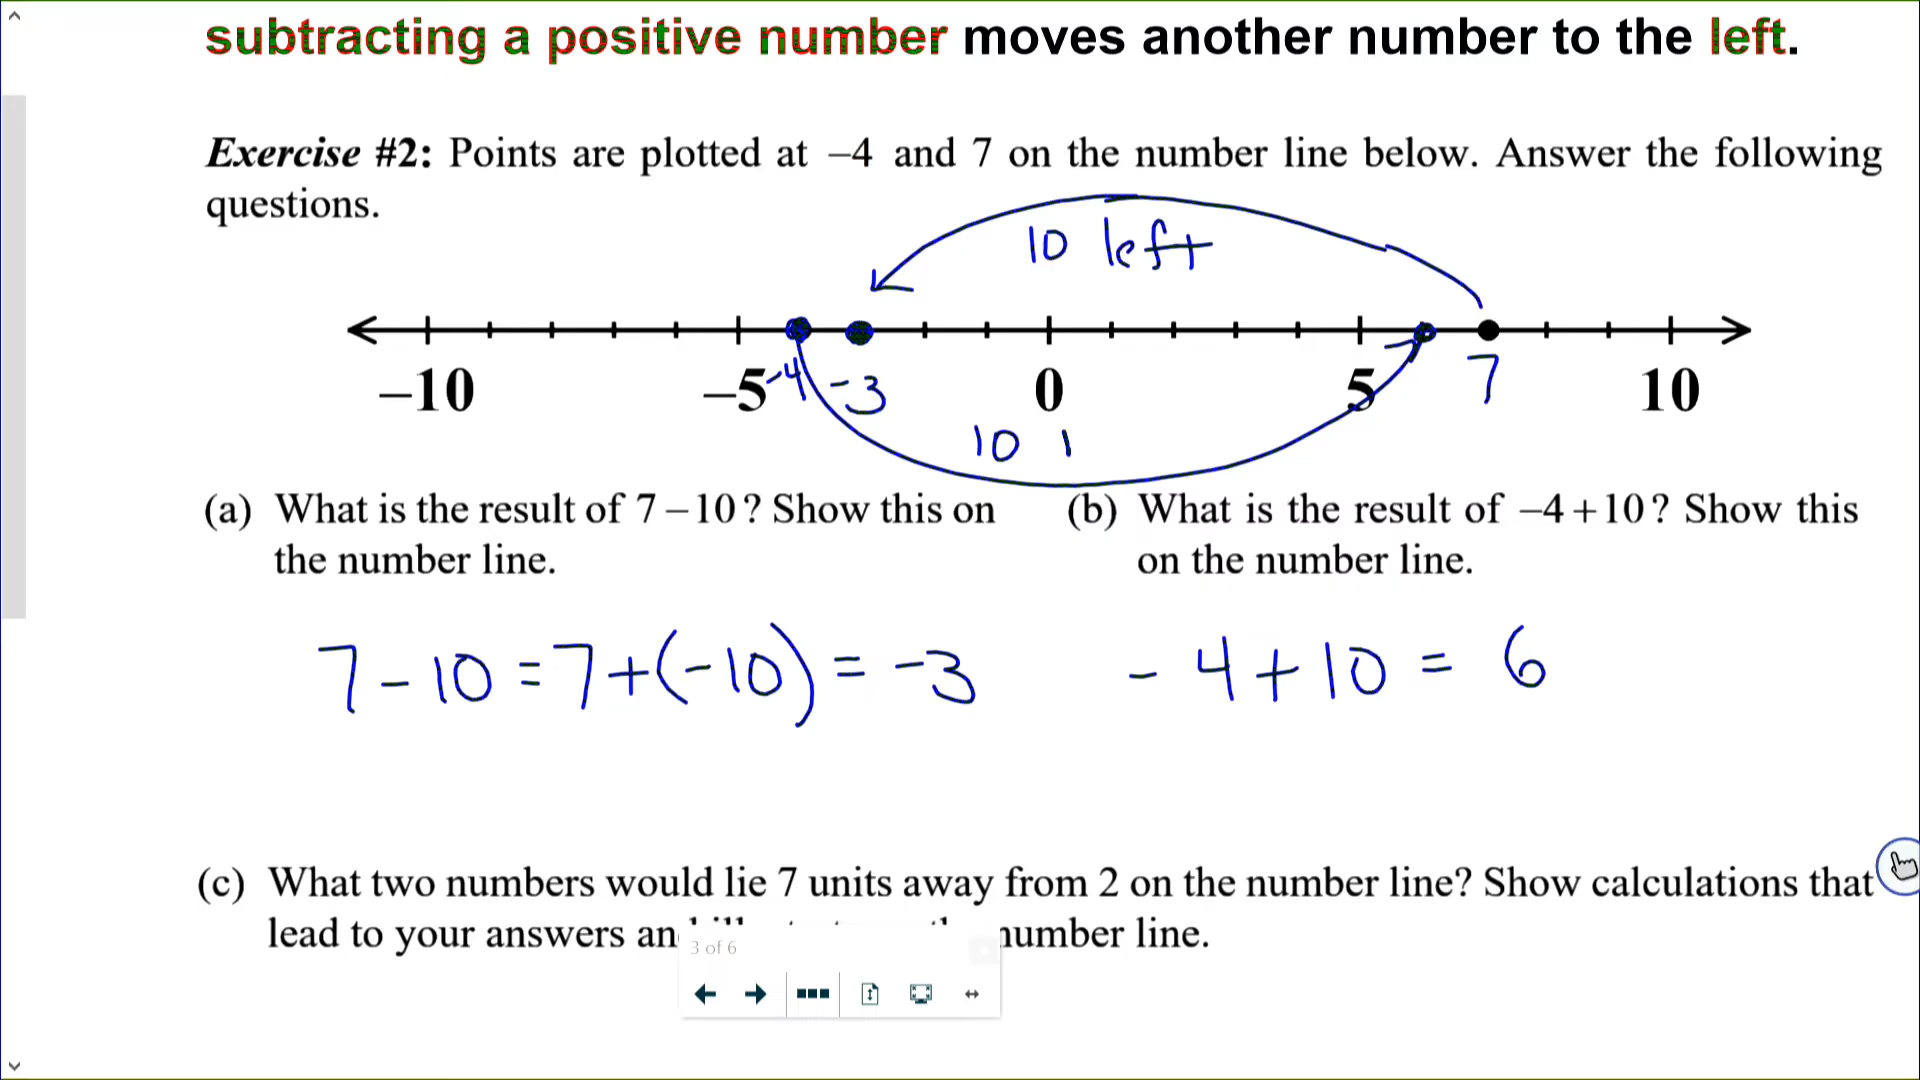 subtracting a positive number moves another number to the left.
Exercise #2: Points are plotted at –4 and 7 on the number line below. Answer the following
questions.
10 left
–10 –5 -4 -3 0 5 7 10
10
(a) What is the result of 7 – 10? Show this on
the number line.
(b) What is the result of –4 + 10? Show this
on the number line.
7 - 10 = 7 + (-10) = -3
- 4 + 10 = 6
(c) What two numbers would lie 7 units away from 2 on the number line? Show calculations that
lead to your answers an number line.
3 of 6